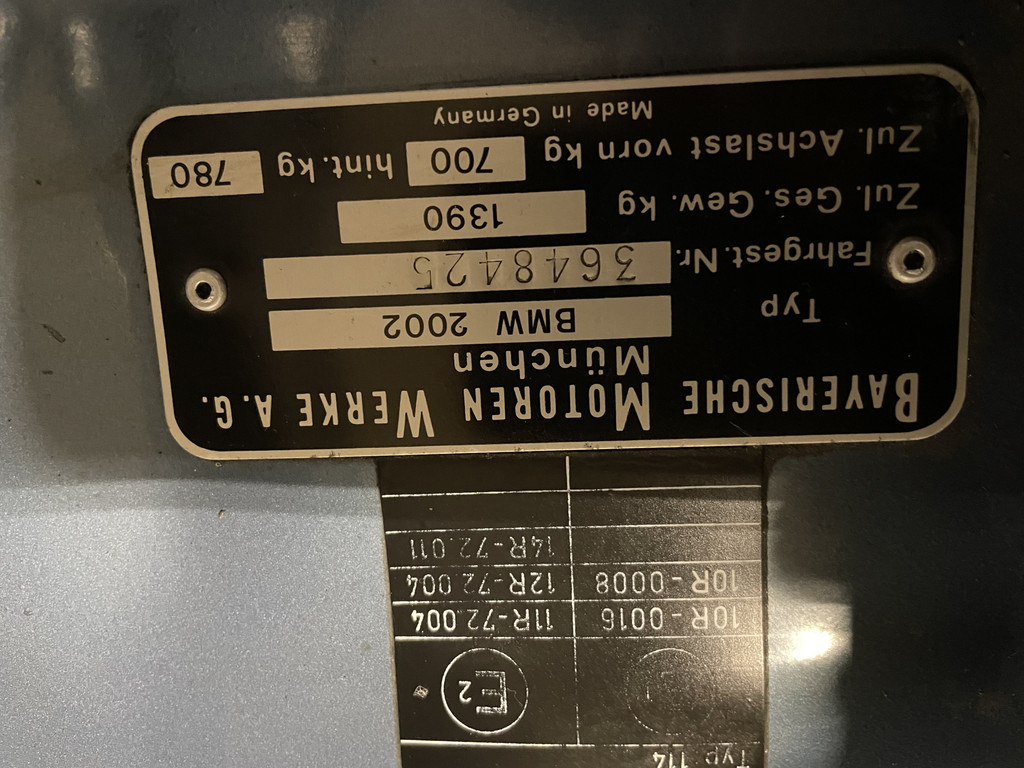 Typ 114
E2
10R-0016 11R-72.004
10R-0008 12R-72 004
14R-72.011
BAYERISCHE MOTOREN WERKE A.G.
München
Typ BMW 2002
Fahrgest.Nr. 3648425
Zul. Ges. Gew. kg 1390
Zul. Achslast vorn kg 700 hint. kg 780
Made in Germany